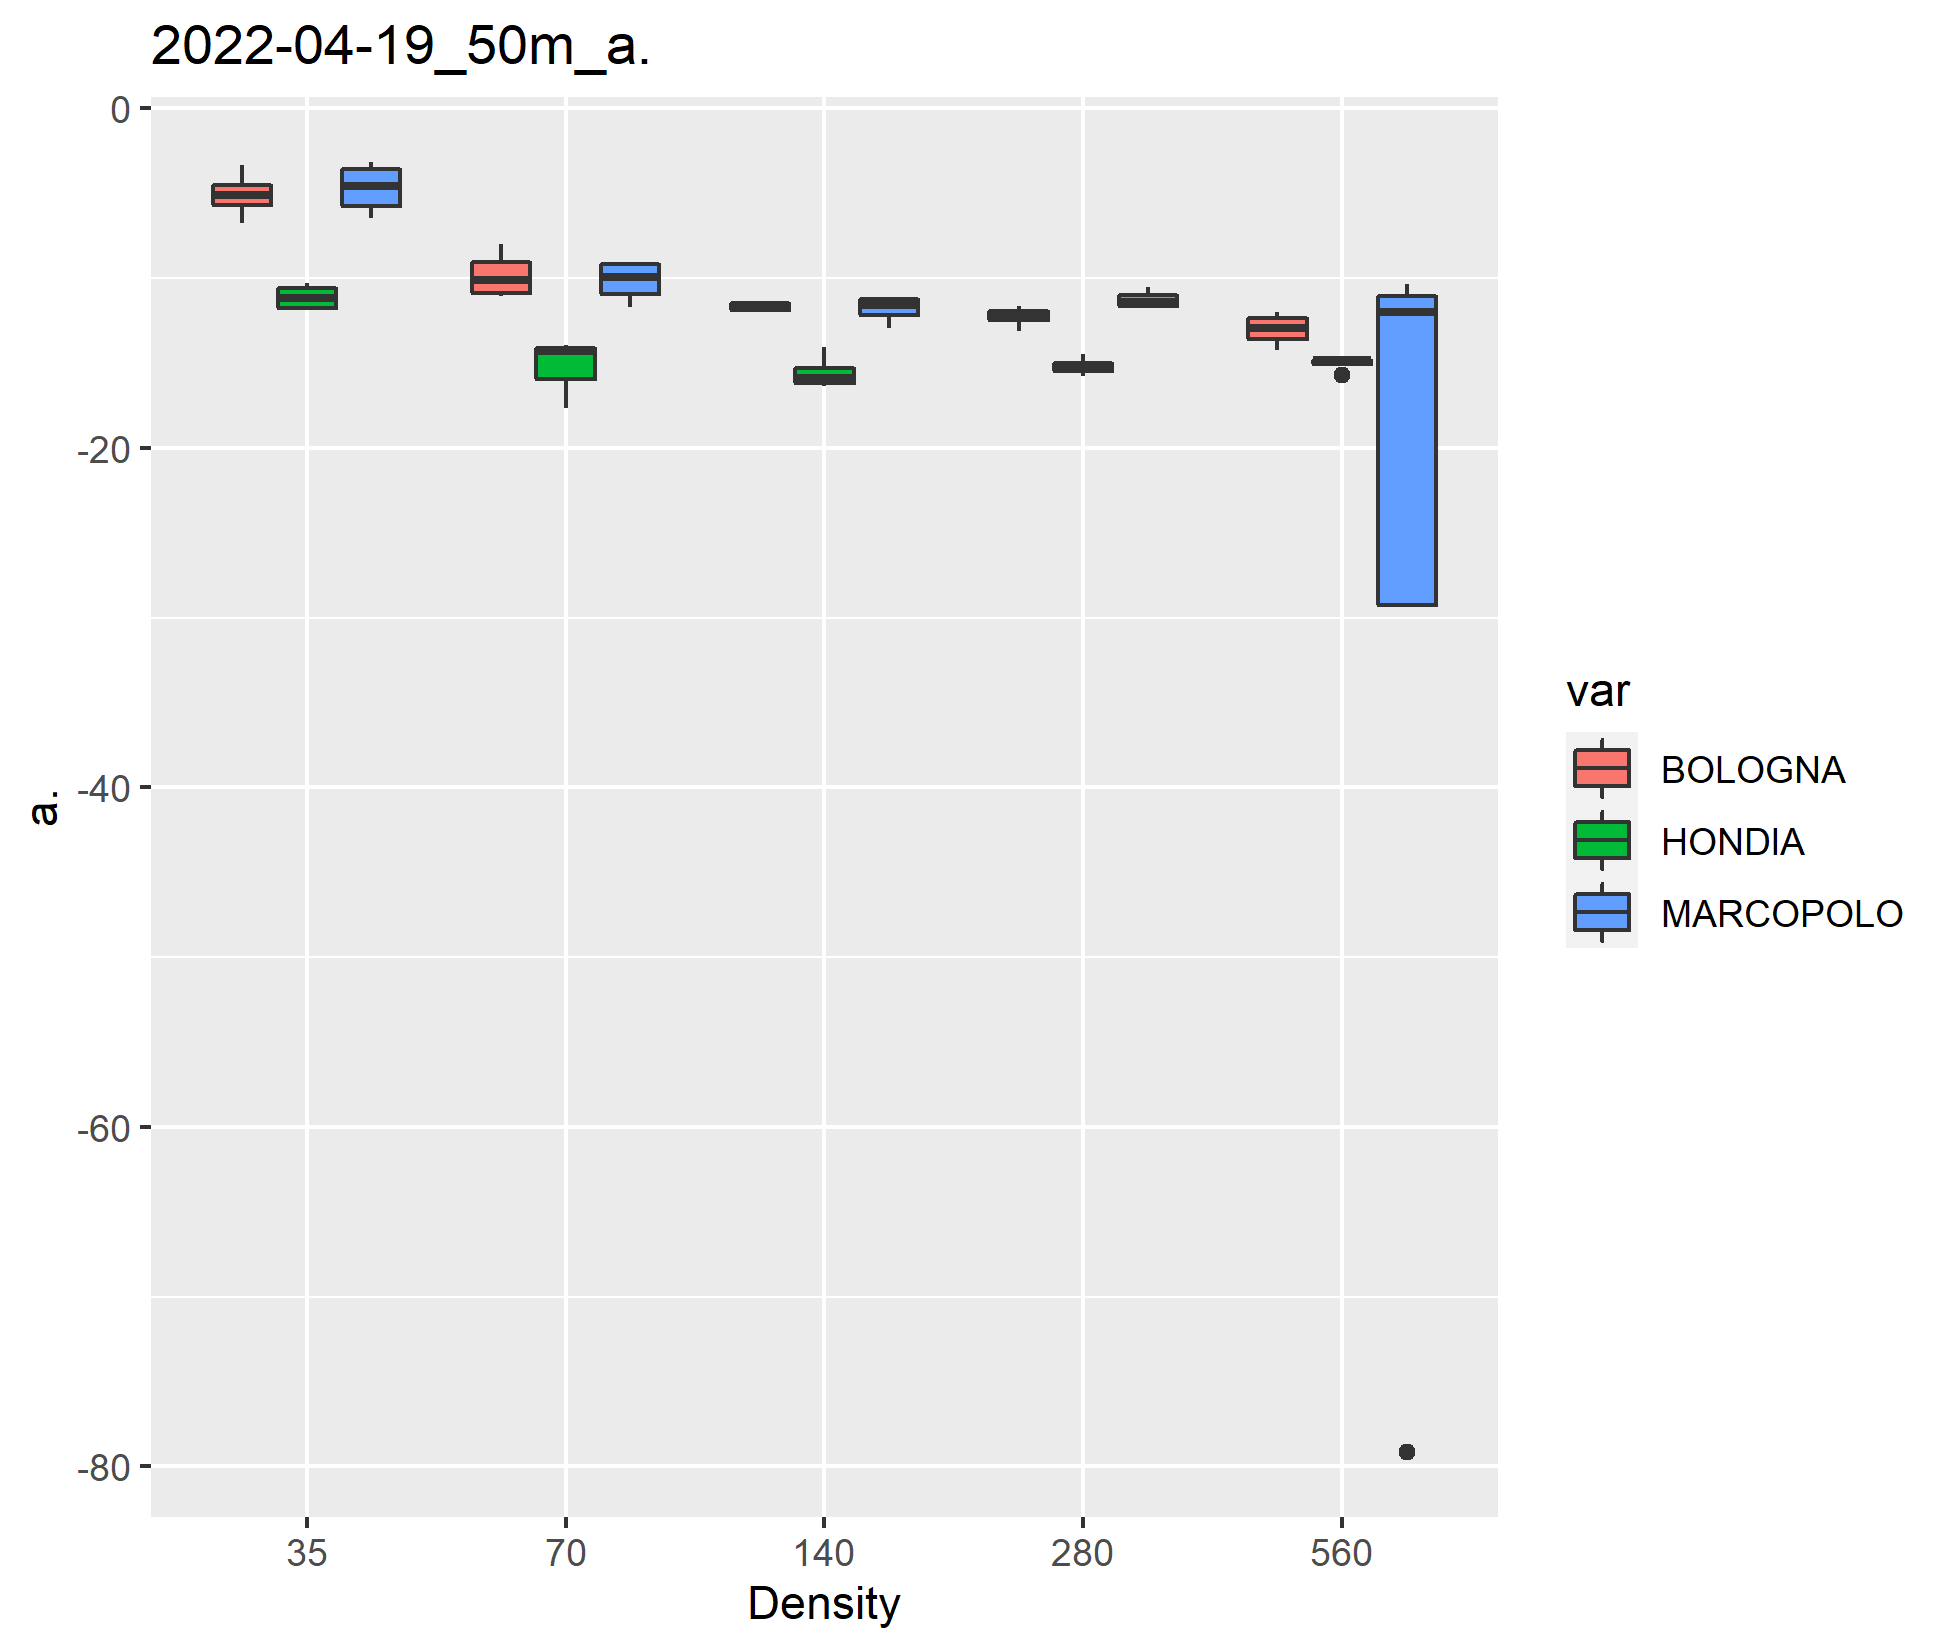 2022-04-19_50m_a.
0
-20
-40
-60
-80
a.
35 70 140 280 560
Density
var
BOLOGNA
HONDIA
MARCOPOLO